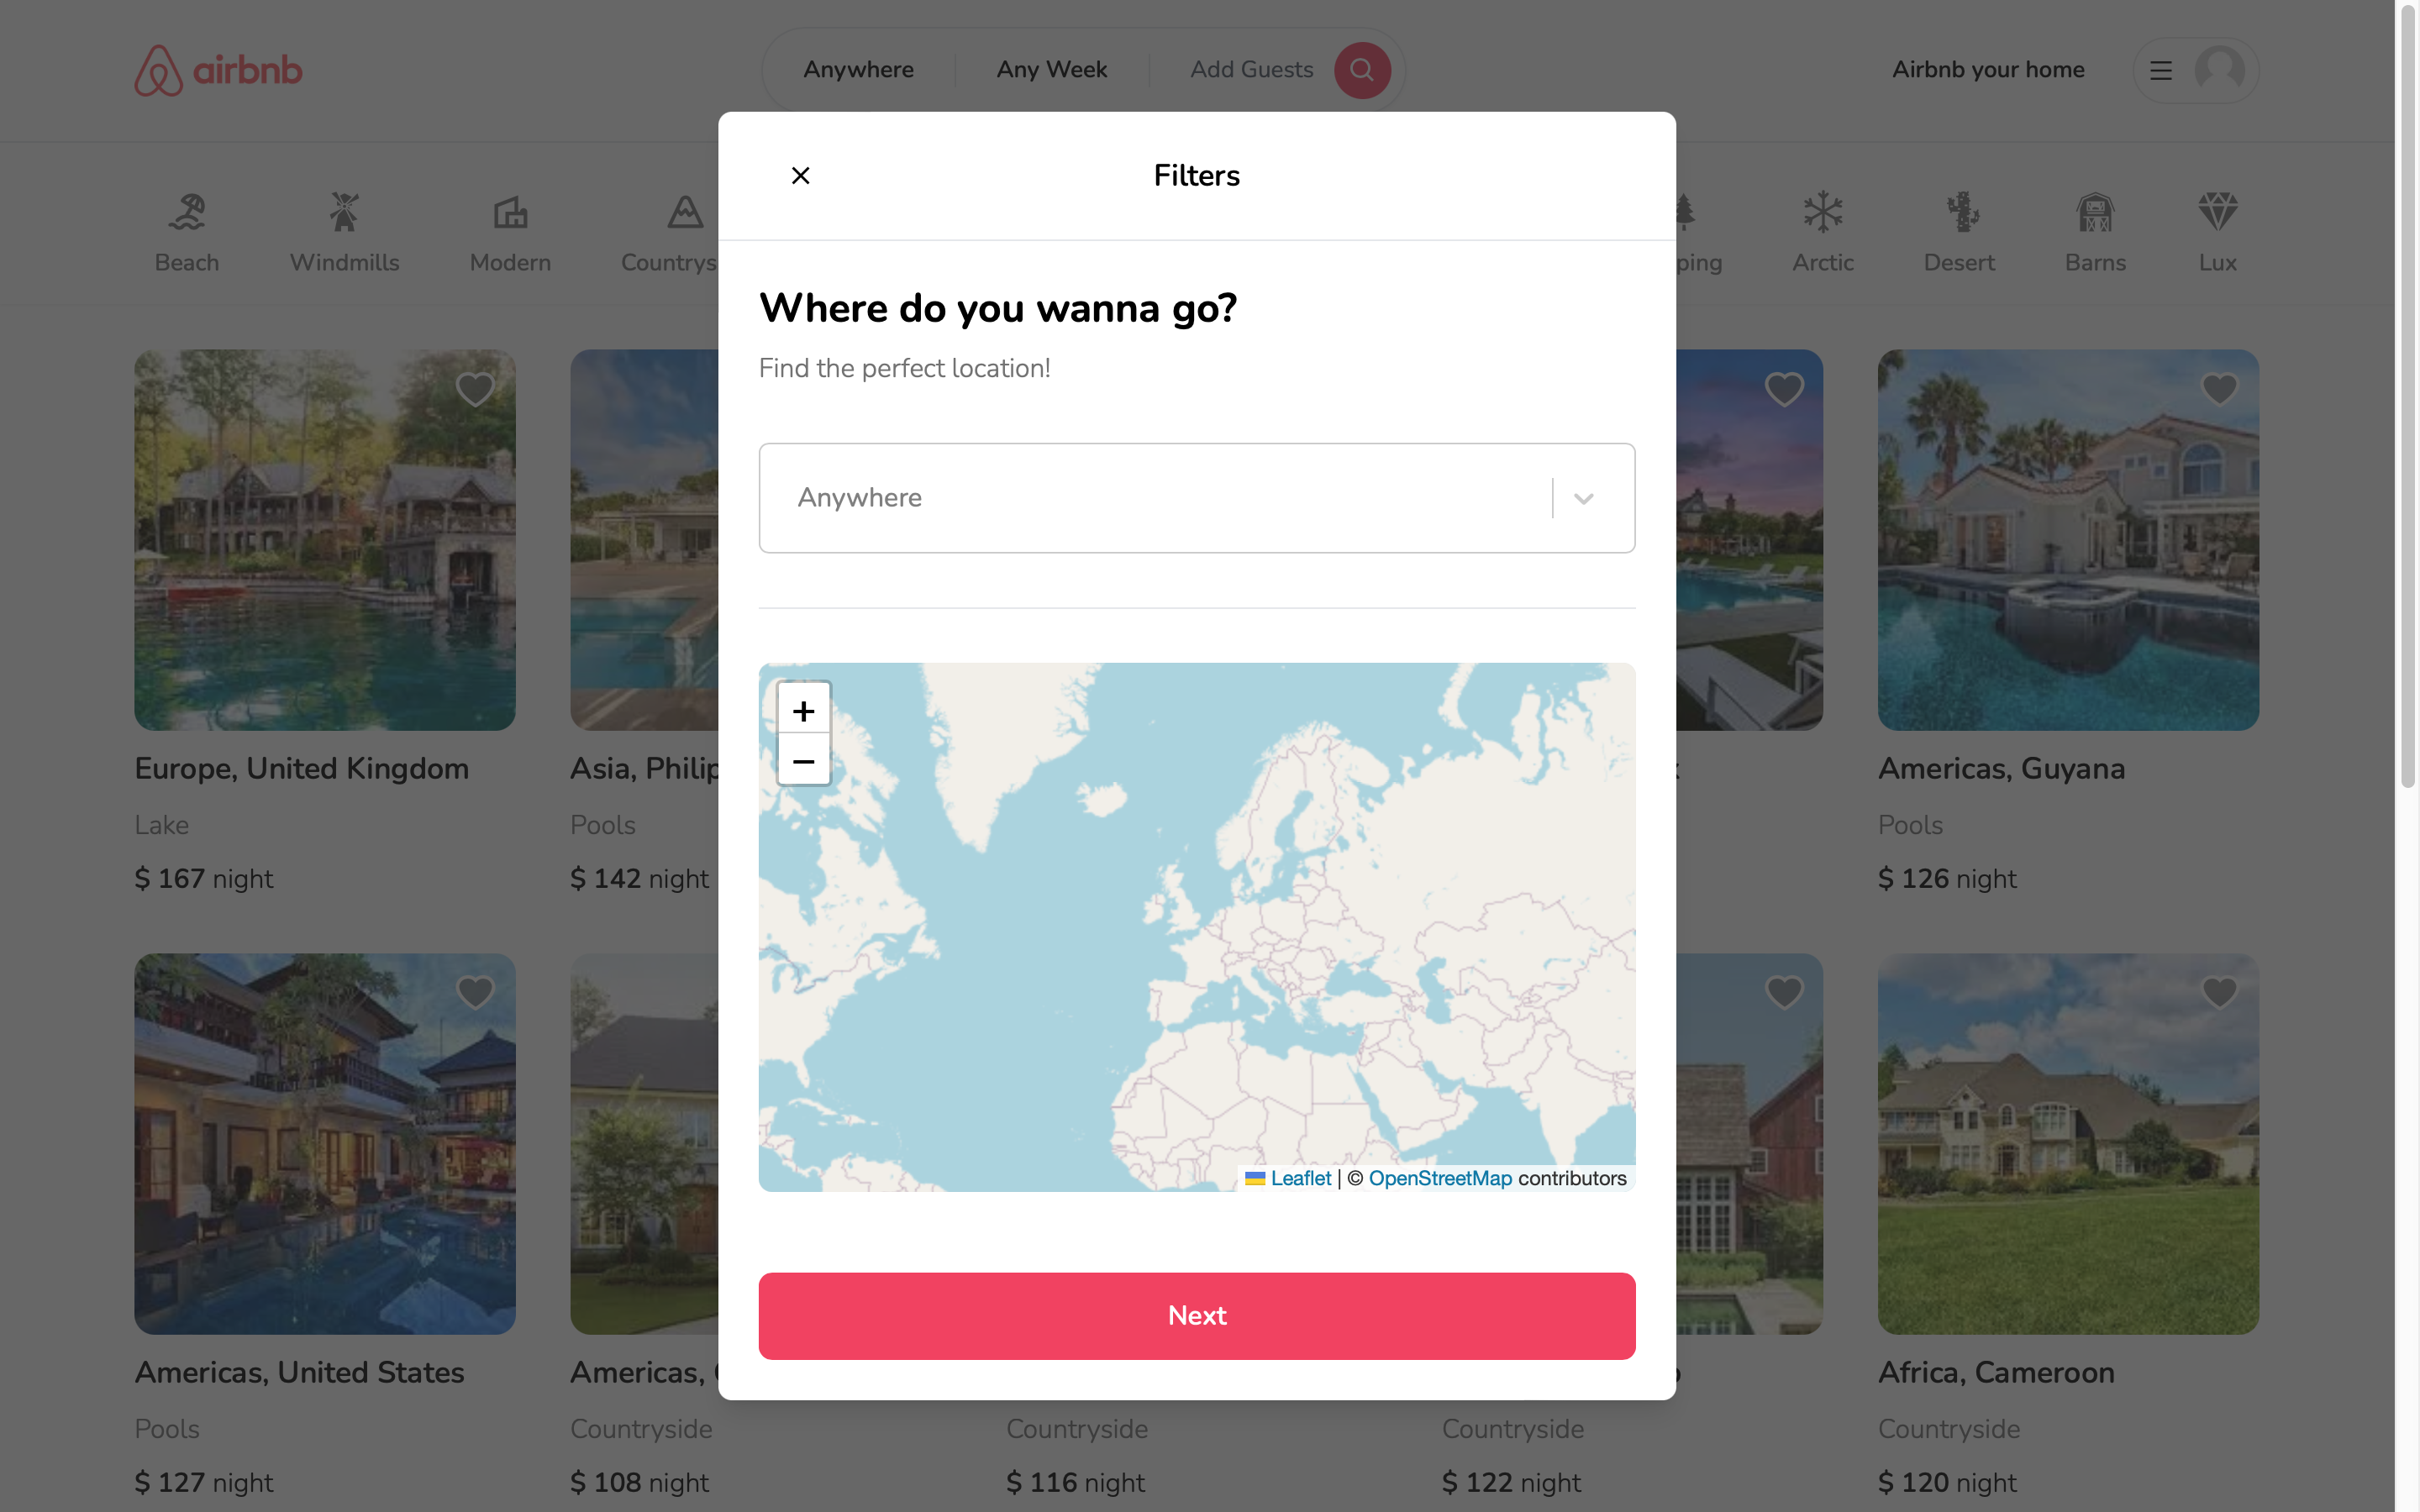 airbnb
Anywhere
Any Week
Add Guests
Airbnb your home
Beach
Windmills
Modern
Arctic
Desert
Barns
Lux
Filters
Where do you wanna go?
Find the perfect location!
Anywhere
+
−
Leaflet | © OpenStreetMap contributors
Next
Europe, United Kingdom
Lake
$ 167 night
Asia,
Pools
$ 142 night
Americas, Guyana
Pools
$ 126 night
Americas, United States
Pools
$ 127 night
Americas,
Countryside
$ 108 night
Countryside
$ 116 night
Countryside
$ 122 night
Africa, Cameroon
Countryside
$ 120 night